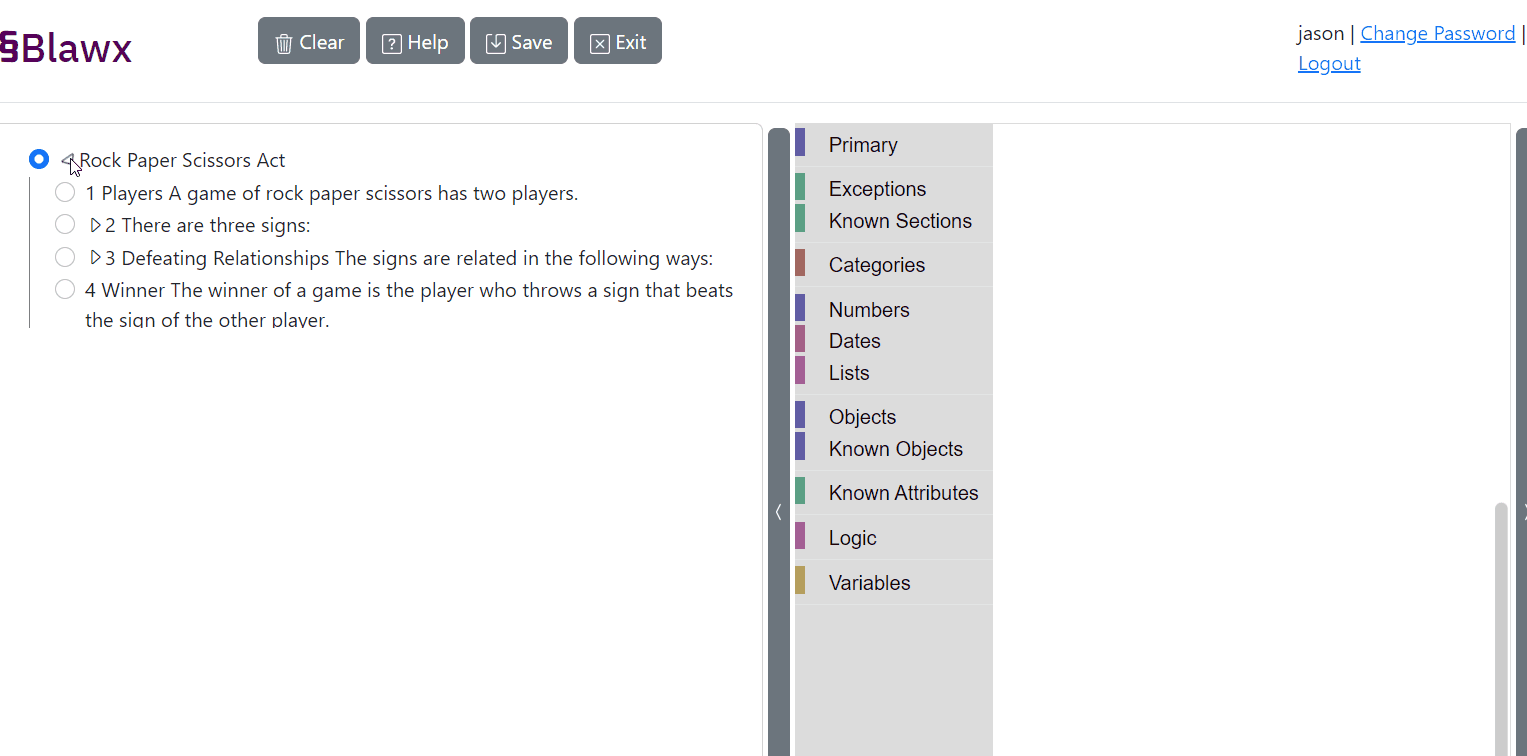 §Blawx
Clear
Help
Save
Exit
jason | Change Password |
Logout
Rock Paper Scissors Act
1 Players A game of rock paper scissors has two players.
2 There are three signs:
3 Defeating Relationships The signs are related in the following ways:
4 Winner The winner of a game is the player who throws a sign that beats
the sign of the other player.
Primary
Exceptions
Known Sections
Categories
Numbers
Dates
Lists
Objects
Known Objects
Known Attributes
Logic
Variables